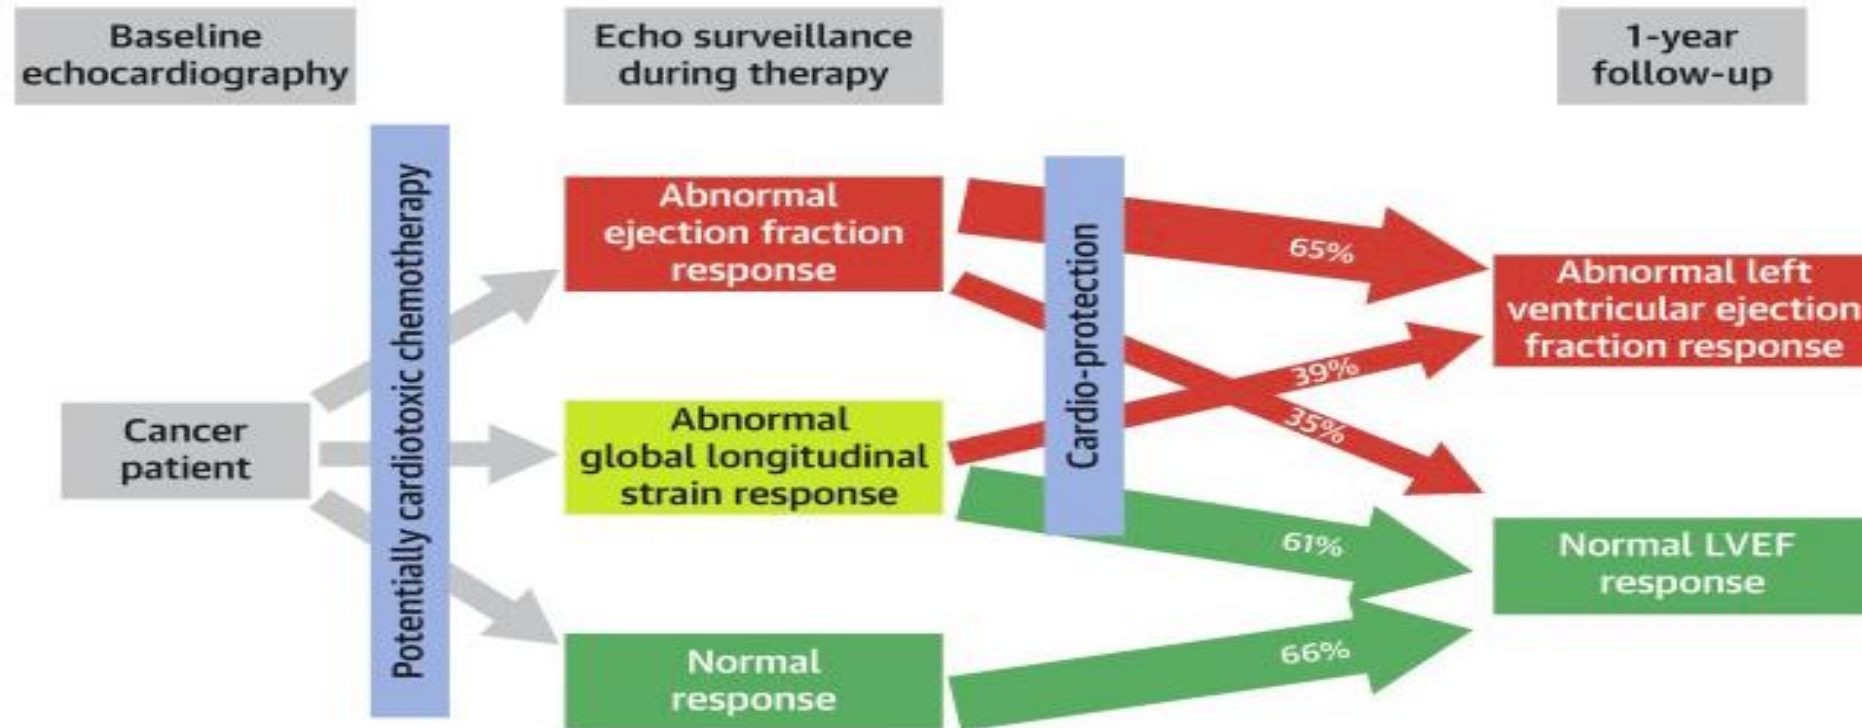 Baseline
echocardiography
Echo surveillance
during therapy
1-year
follow-up
Potentially cardiotoxic chemotherapy
Cancer
patient
Abnormal
ejection fraction
response
Abnormal
global longitudinal
strain response
Normal
response
Cardio-protection
65%
39%
35%
61%
66%
Abnormal left
ventricular ejection
fraction response
Normal LVEF
response